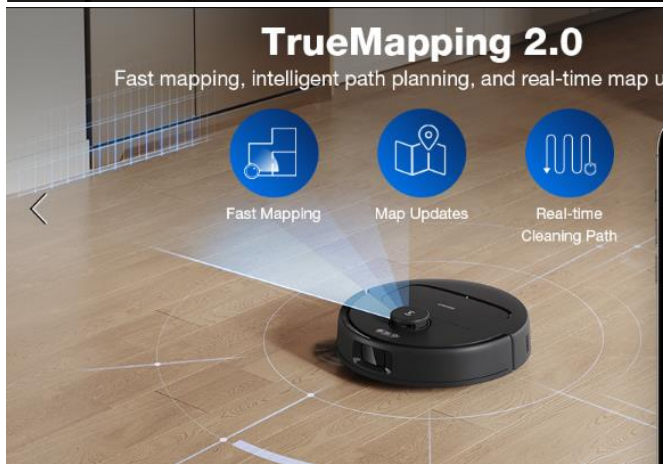 TrueMapping 2.0
Fast mapping, intelligent path planning, and real-time map u
Fast Mapping
Map Updates
Real-time
Cleaning Path